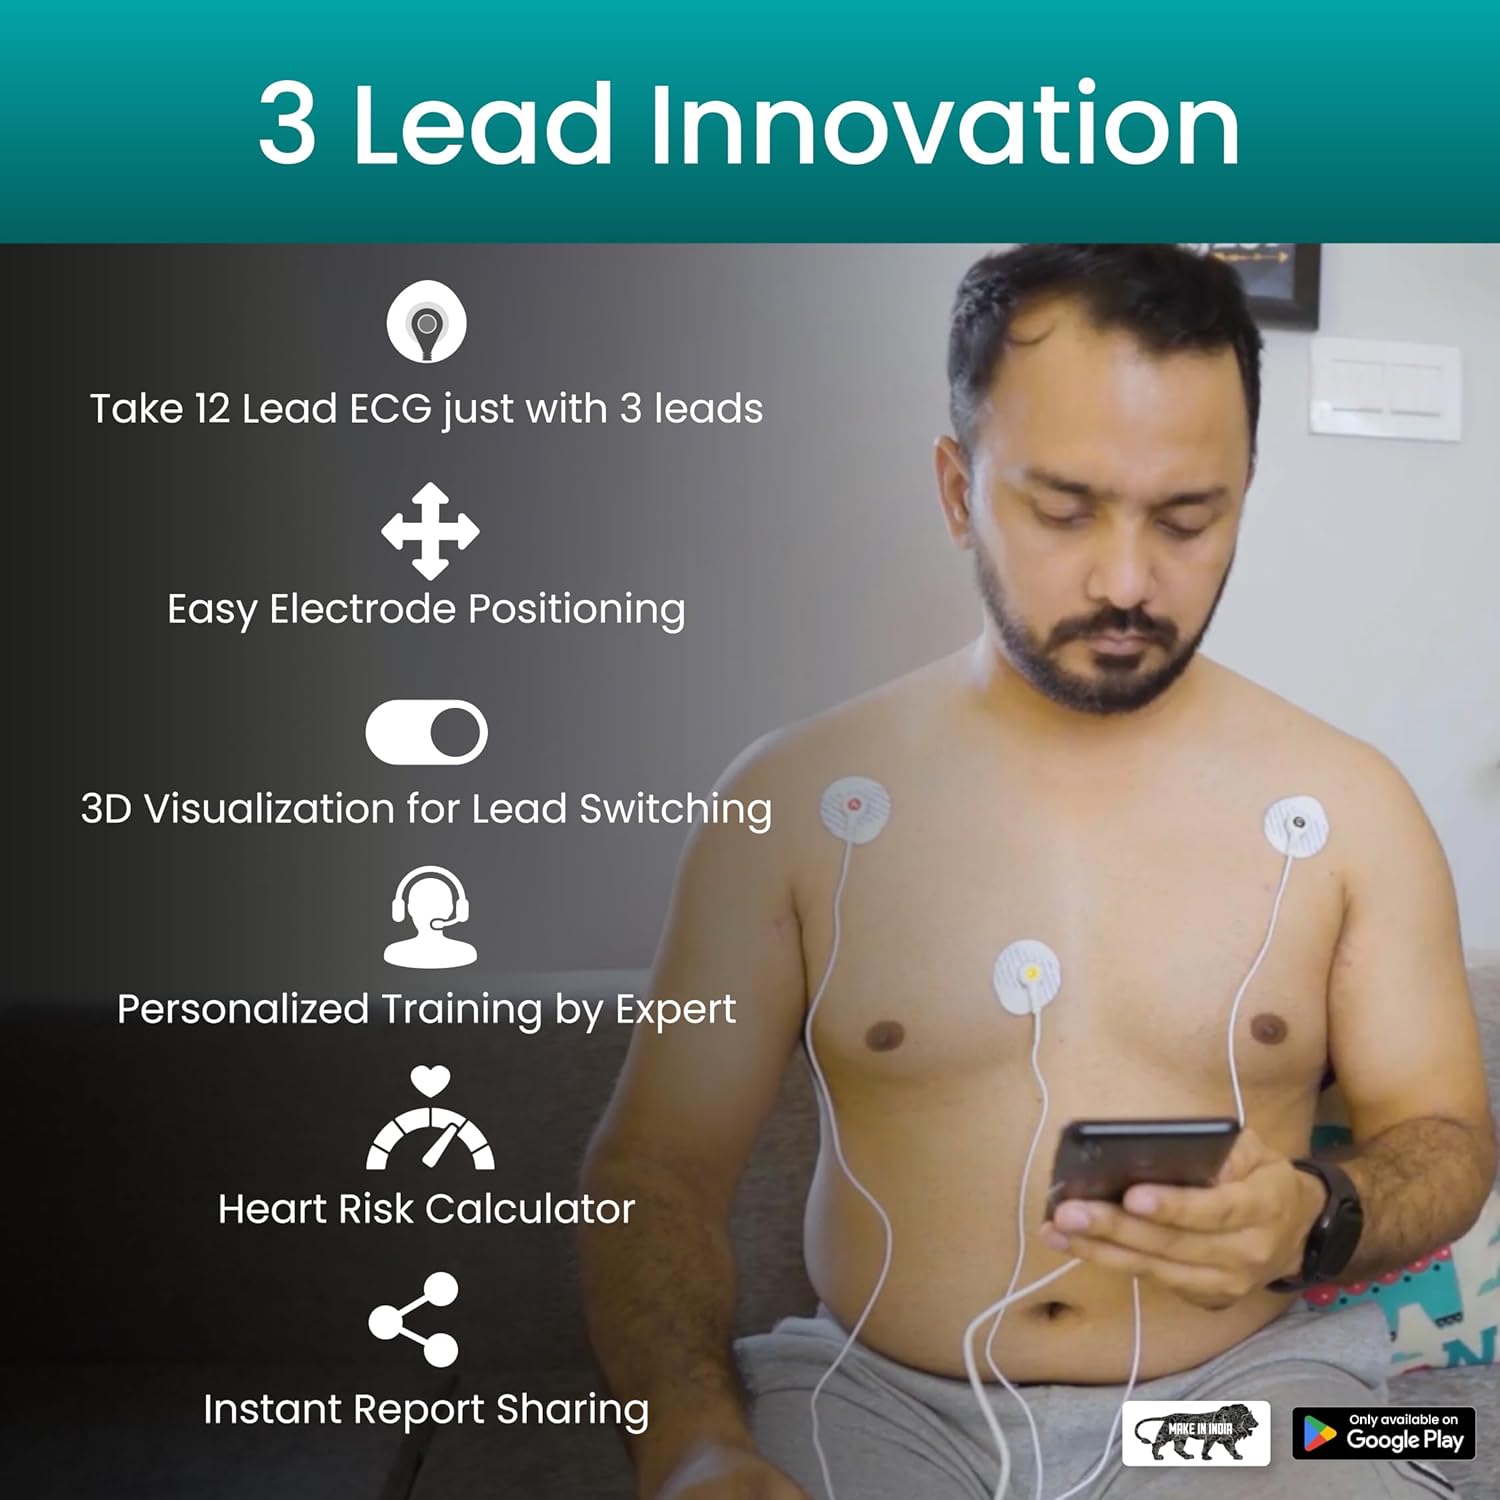 3 Lead Innovation
Take 12 Lead ECG just with 3 leads
Easy Electrode Positioning
3D Visualization for Lead Switching
Personalized Training by Expert
Heart Risk Calculator
Instant Report Sharing
MAKE IN INDIA
Only available on
Google Play